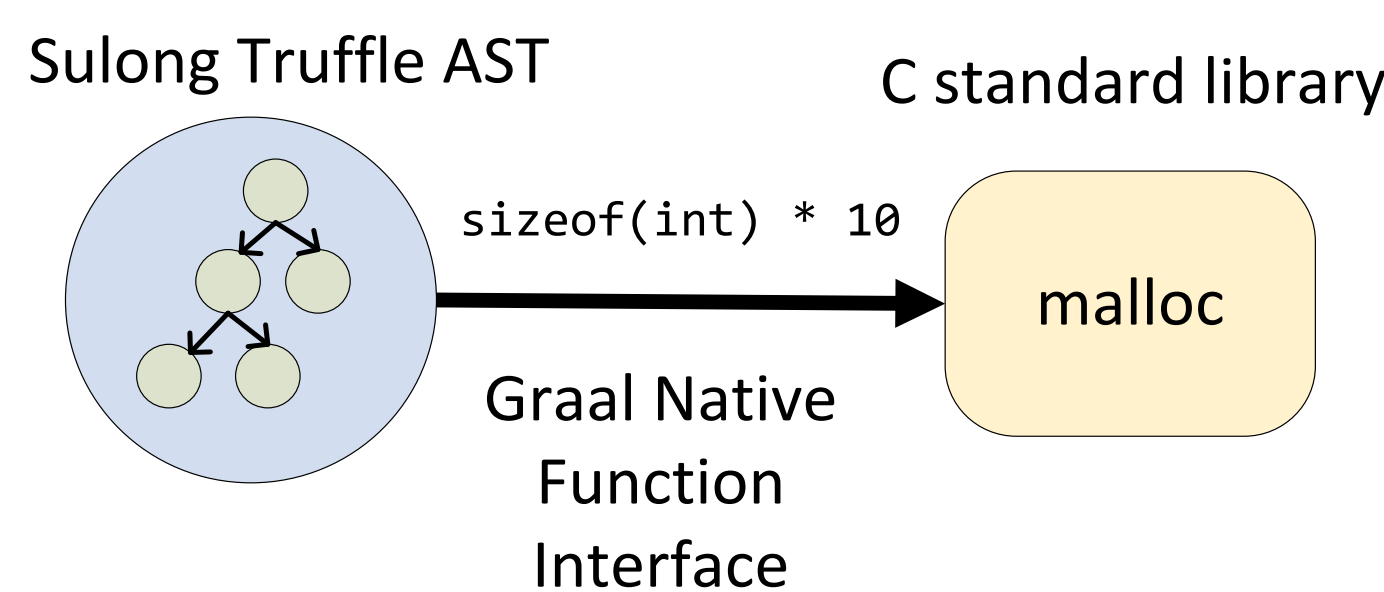 Sulong Truffle AST
C standard library
sizeof(int) * 10
malloc
Graal Native
Function
Interface